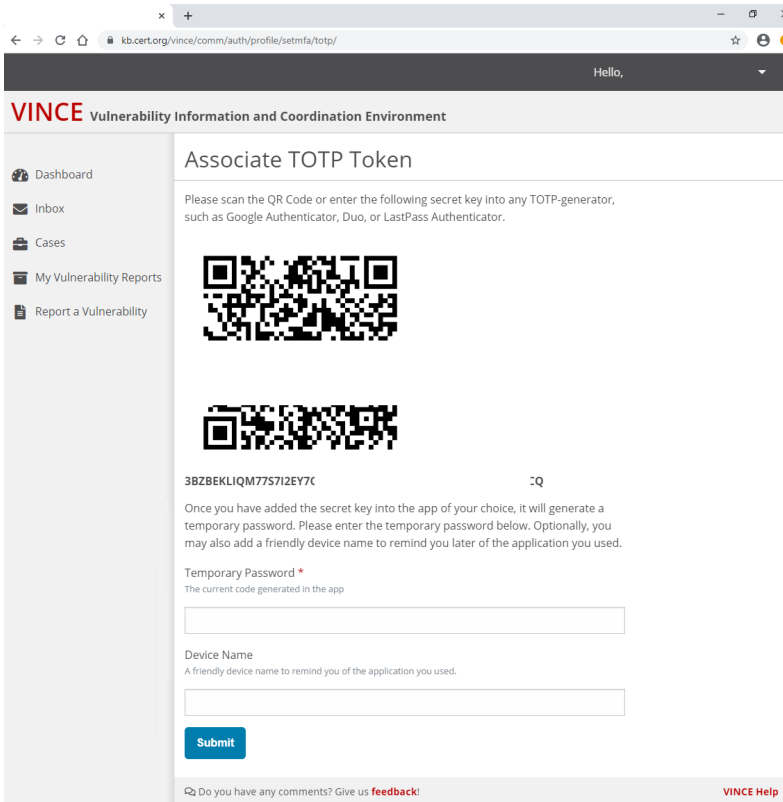 kb.cert.org/vince/comm/auth/profile/setmfa/totp/
Hello,
VINCE Vulnerability Information and Coordination Environment
Dashboard
Inbox
Cases
My Vulnerability Reports
Report a Vulnerability
Associate TOTP Token
Please scan the QR Code or enter the following secret key into any TOTP-generator,
such as Google Authenticator, Duo, or LastPass Authenticator.
Once you have added the secret key into the app of your choice, it will generate a
temporary password. Please enter the temporary password below. Optionally, you
may also add a friendly device name to remind you later of the application you used.
Temporary Password *
The current code generated in the app
Device Name
A friendly device name to remind you of the application you used.
Submit
Do you have any comments? Give us feedback!
VINCE Help